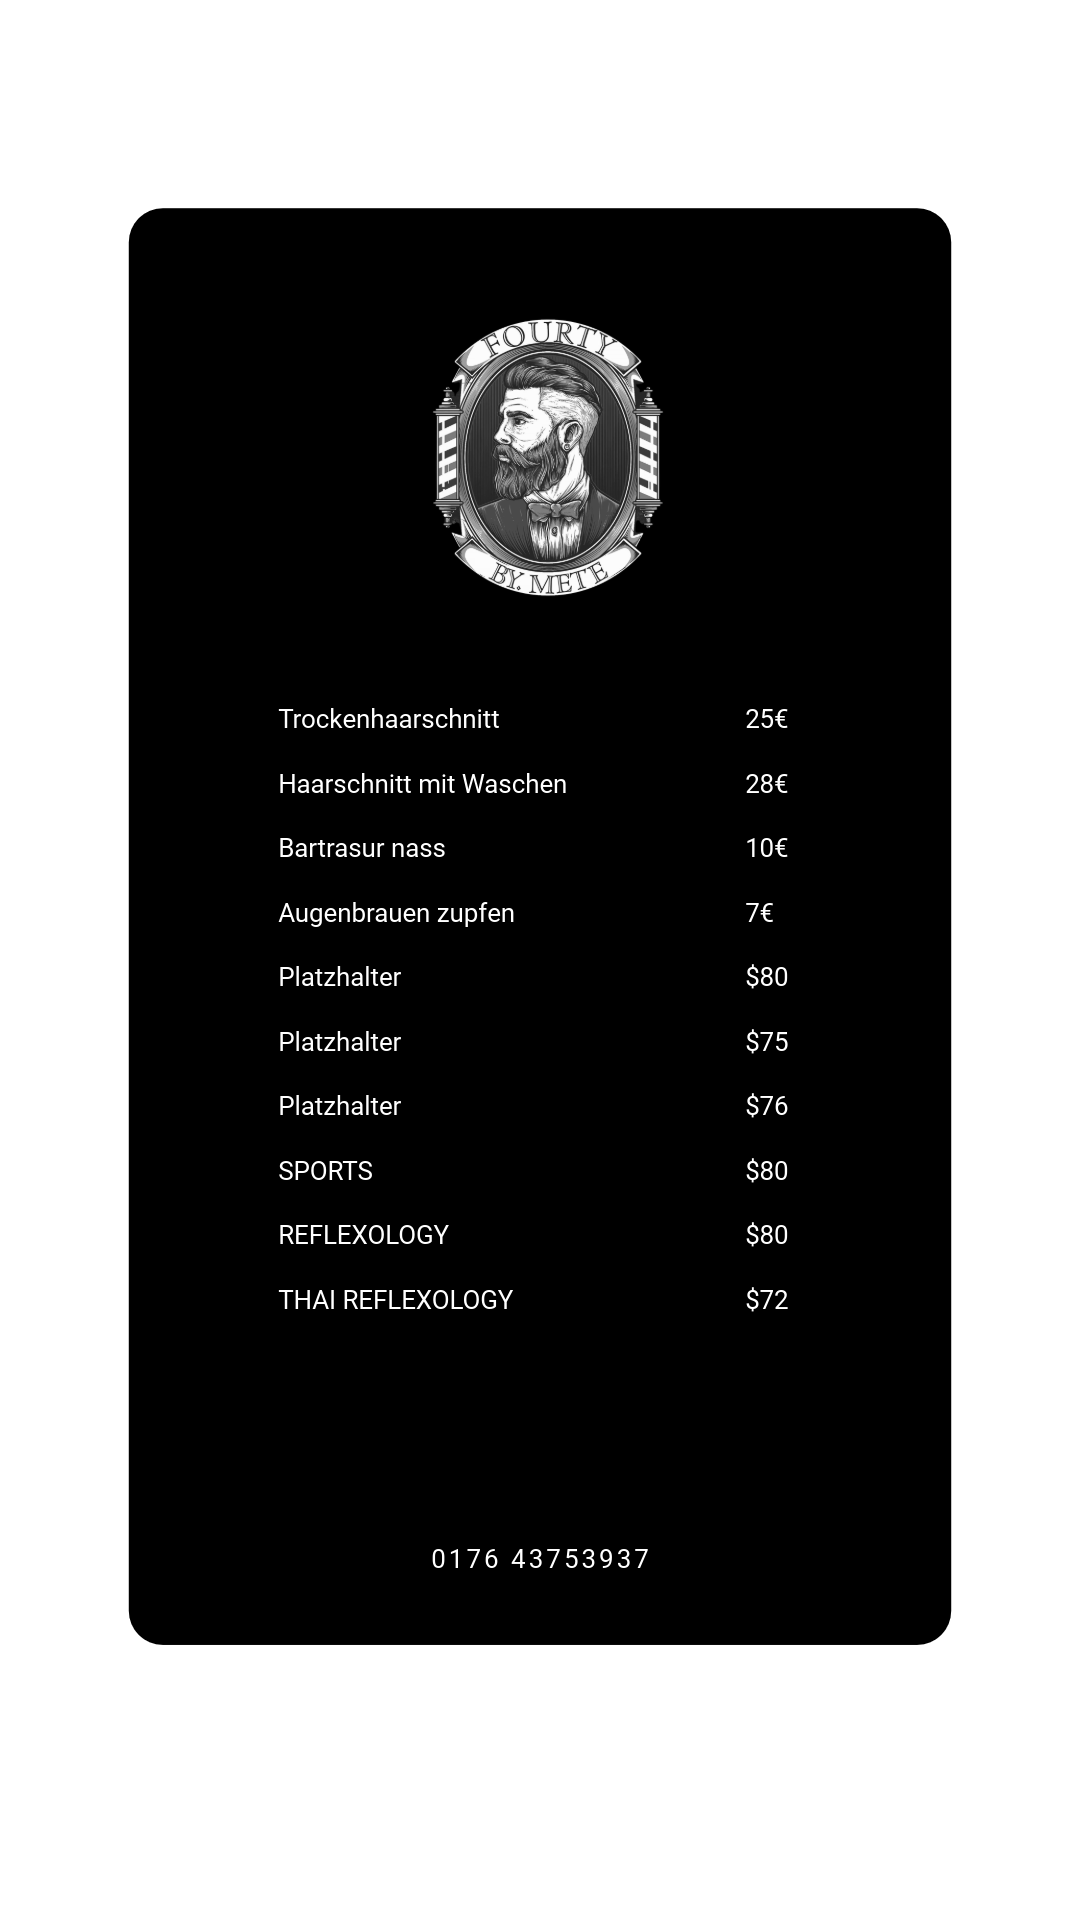 FOURTY
BY. METE
Trockenhaarschnitt 25€
Haarschnitt mit Waschen 28€
Bartrasur nass 10€
Augenbrauen zupfen 7€
Platzhalter $80
Platzhalter $75
Platzhalter $76
SPORTS $80
REFLEXOLOGY $80
THAI REFLEXOLOGY $72
0176 43753937